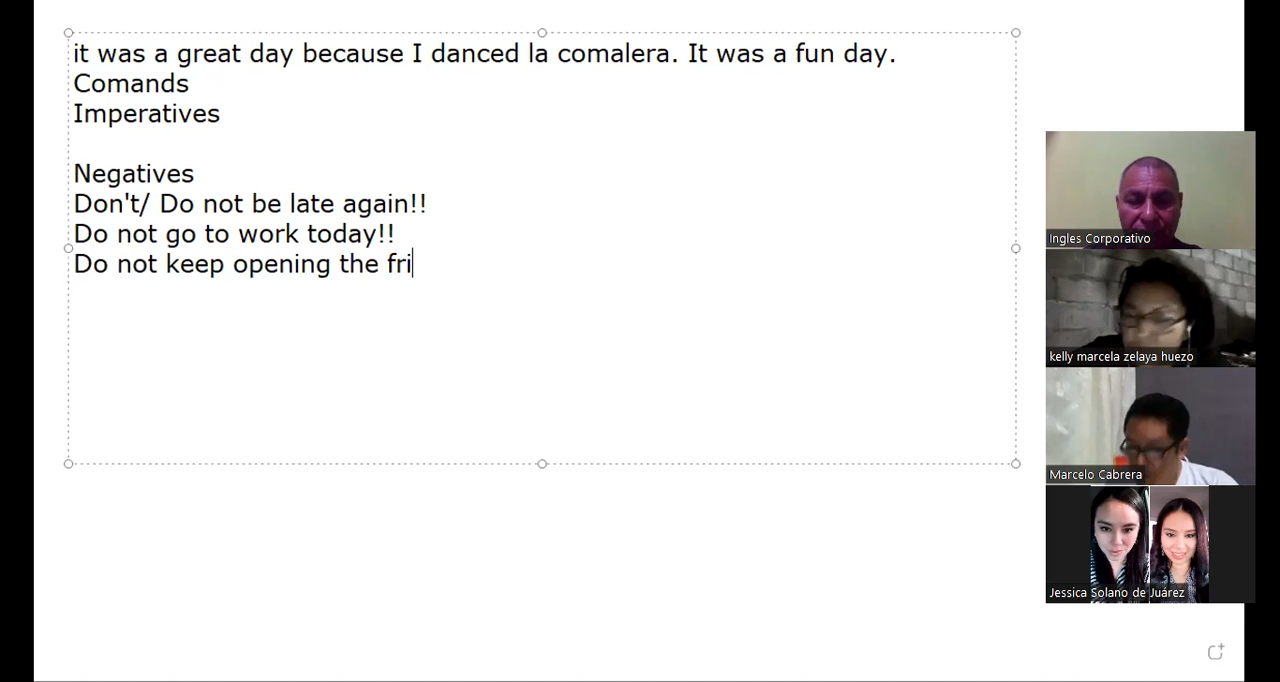 it was a great day because I danced la comalera. It was a fun day.
Comands
Imperatives
Negatives
Don't/ Do not be late again!!
Do not go to work today!!
Do not keep opening the fri
Ingles Corporativo
kelly marcela zelaya huezo
Marcelo Cabrera
Jessica Solano de Juárez